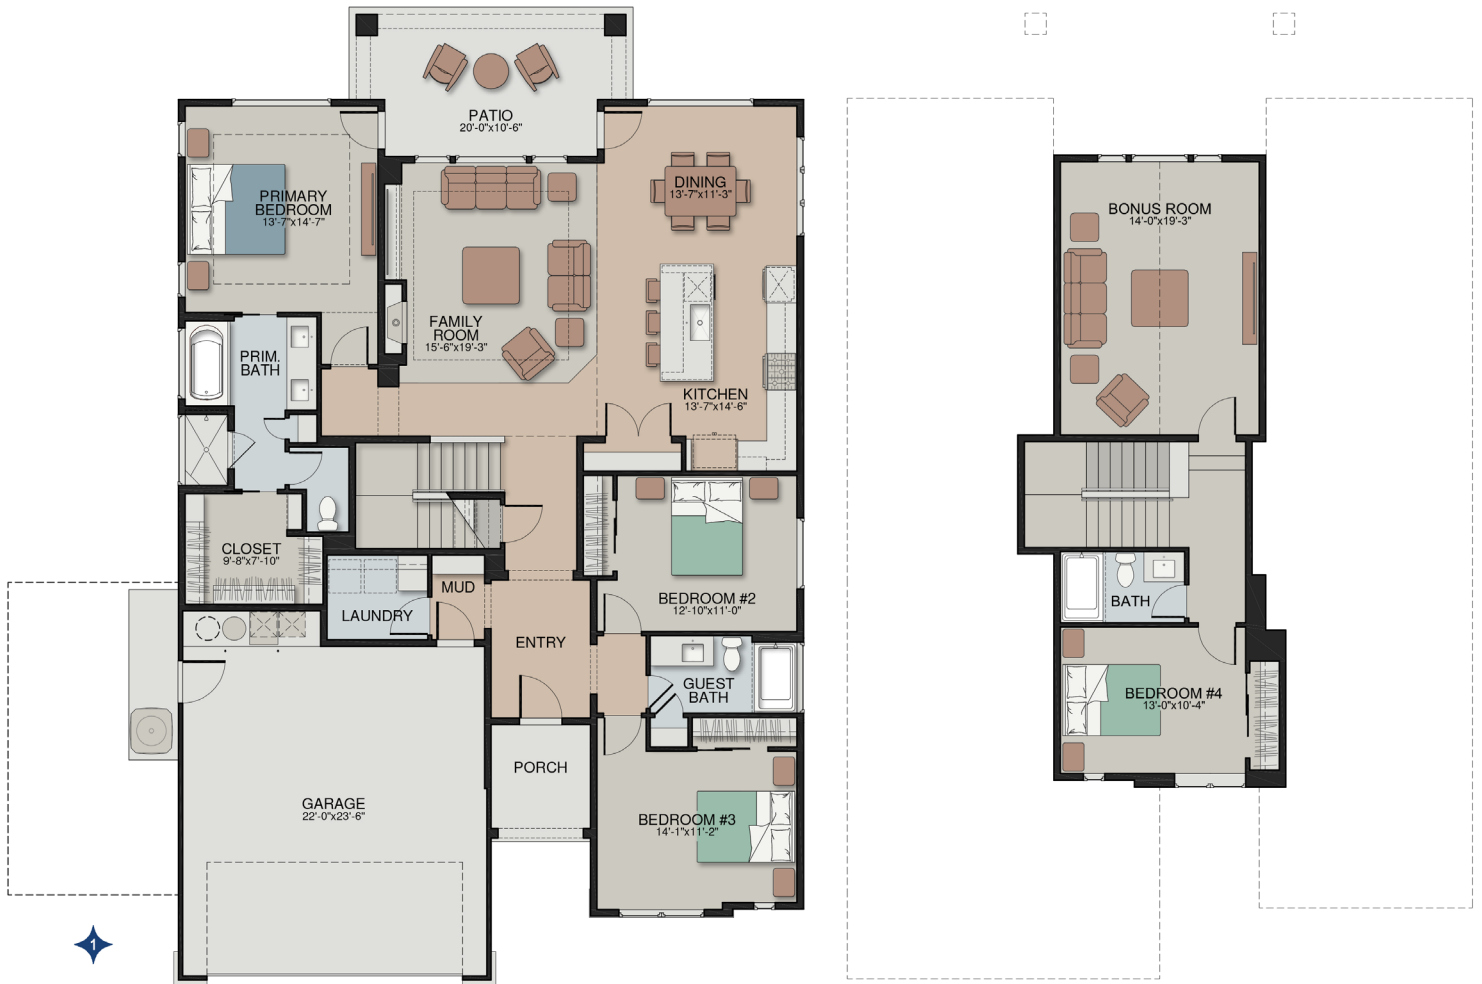 PATIO
20'-0"x10'-6"
PRIMARY
BEDROOM
13'-7"x14'-7"
DINING
13'-7"x11'-3"
FAMILY
ROOM
15'-6"x19'-3"
PRIM.
BATH
KITCHEN
13'-7"x14'-6"
CLOSET
9'-8"x7'-10"
MUD
LAUNDRY
ENTRY
BEDROOM #2
12'-10"x11'-0"
GUEST
BATH
PORCH
GARAGE
22'-0"x23'-6"
BEDROOM #3
14'-1"x11'-2"
1
BONUS ROOM
14'-0"x19'-3"
BATH
BEDROOM #4
13'-0"x10'-4"